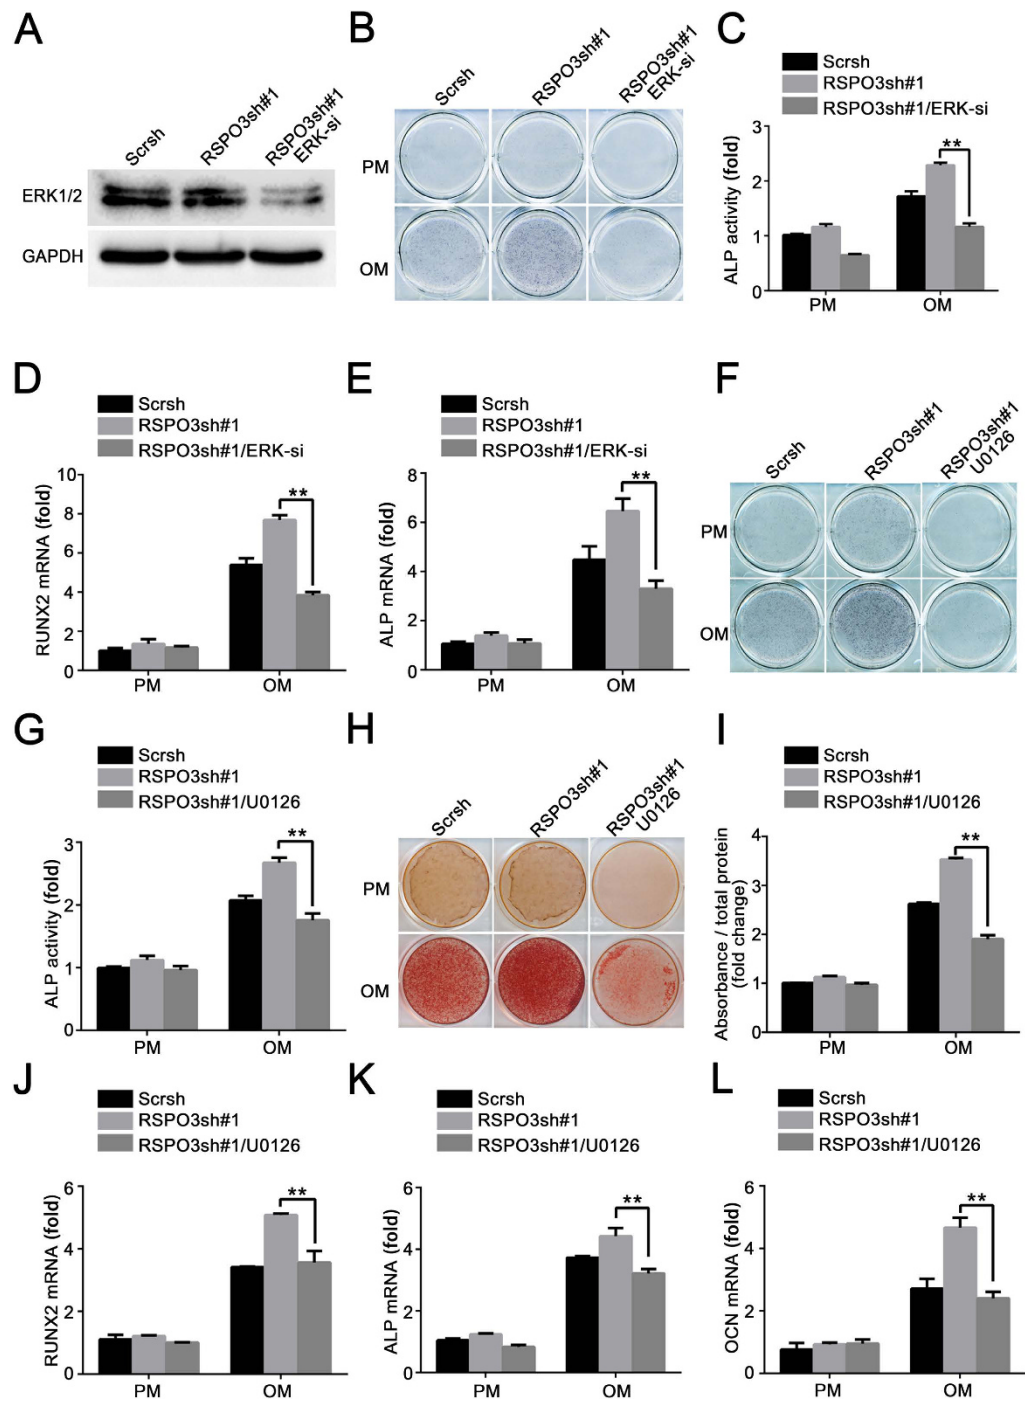 A
Scrsh
RSPO3sh#1
RSPO3sh#1
ERK-si
ERK1/2
GAPDH
B
Scrsh
RSPO3sh#1
RSPO3sh#1
ERK-si
PM
OM
C
Scrsh
RSPO3sh#1
RSPO3sh#1/ERK-si
ALP activity (fold)
3
2
1
0
**
PM
OM
D
Scrsh
RSPO3sh#1
RSPO3sh#1/ERK-si
RUNX2 mRNA (fold)
10
8
6
4
2
0
**
PM
OM
E
Scrsh
RSPO3sh#1
RSPO3sh#1/ERK-si
ALP mRNA (fold)
8
6
4
2
0
**
PM
OM
F
Scrsh
RSPO3sh#1
RSPO3sh#1
U0126
PM
OM
G
Scrsh
RSPO3sh#1
RSPO3sh#1/U0126
ALP activity (fold)
3
2
1
0
**
PM
OM
H
Scrsh
RSPO3sh#1
RSPO3sh#1
U0126
PM
OM
I
Scrsh
RSPO3sh#1
RSPO3sh#1/U0126
Absorbance / total protein
(fold change)
4
3
2
1
0
**
PM
OM
J
Scrsh
RSPO3sh#1
RSPO3sh#1/U0126
RUNX2 mRNA (fold)
6
4
2
0
**
PM
OM
K
Scrsh
RSPO3sh#1
RSPO3sh#1/U0126
ALP mRNA (fold)
6
4
2
0
**
PM
OM
L
Scrsh
RSPO3sh#1
RSPO3sh#1/U0126
OCN mRNA (fold)
6
4
2
0
**
PM
OM